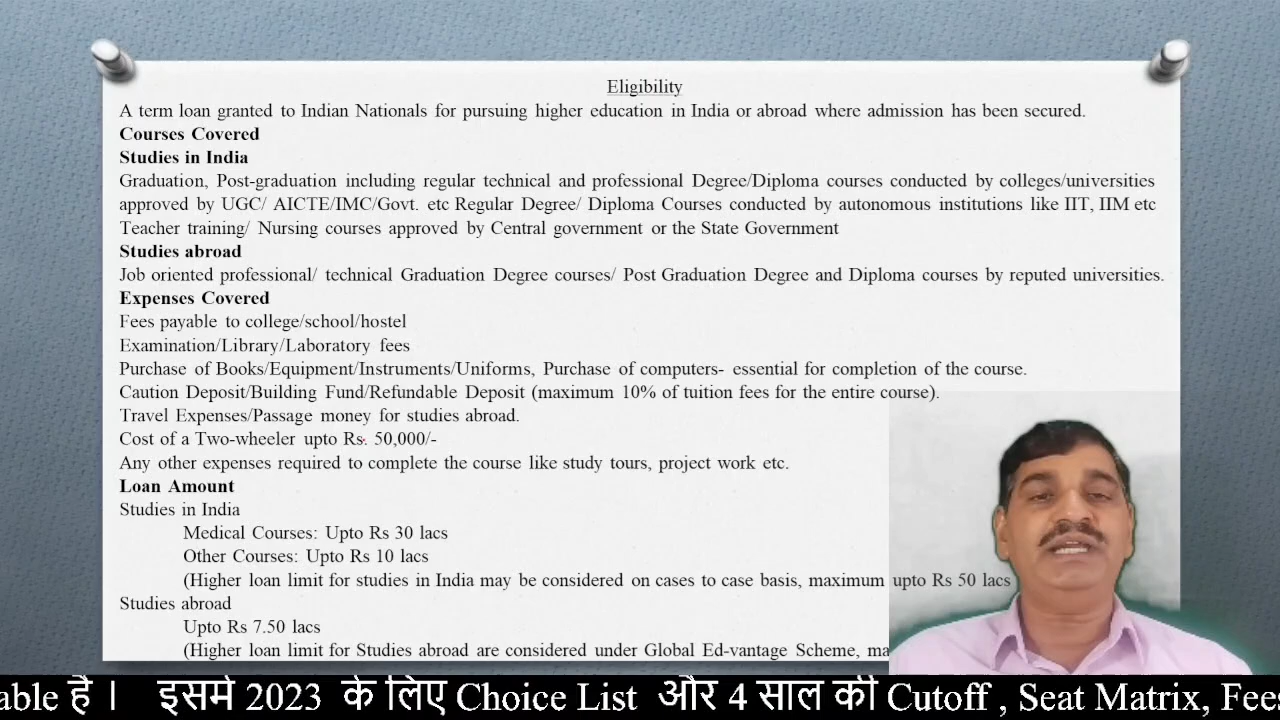 Eligibility
A term loan granted to Indian Nationals for pursuing higher education in India or abroad where admission has been secured.
Courses Covered
Studies in India
Graduation, Post-graduation including regular technical and professional Degree/Diploma courses conducted by colleges/universities
approved by UGC/ AICTE/IMC/Govt. etc Regular Degree/ Diploma Courses conducted by autonomous institutions like IIT, IIM etc
Teacher training/ Nursing courses approved by Central government or the State Government
Studies abroad
Job oriented professional/ technical Graduation Degree courses/ Post Graduation Degree and Diploma courses by reputed universities.
Expenses Covered
Fees payable to college/school/hostel
Examination/Library/Laboratory fees
Purchase of Books/Equipment/Instruments/Uniforms, Purchase of computers- essential for completion of the course.
Caution Deposit/Building Fund/Refundable Deposit (maximum 10% of tuition fees for the entire course).
Travel Expenses/Passage money for studies abroad.
Cost of a Two-wheeler upto Rs. 50,000/-
Any other expenses required to complete the course like study tours, project work etc.
Loan Amount
Studies in India
Medical Courses: Upto Rs 30 lacs
Other Courses: Upto Rs 10 lacs
(Higher loan limit for studies in India may be considered on cases to case basis, maximum upto Rs 50 lacs
Studies abroad
Upto Rs 7.50 lacs
(Higher loan limit for Studies abroad are considered under Global Ed-vantage Scheme, ma
able है । इसमें 2023 के लिए Choice List और 4 साल की Cutoff , Seat Matrix, Fee